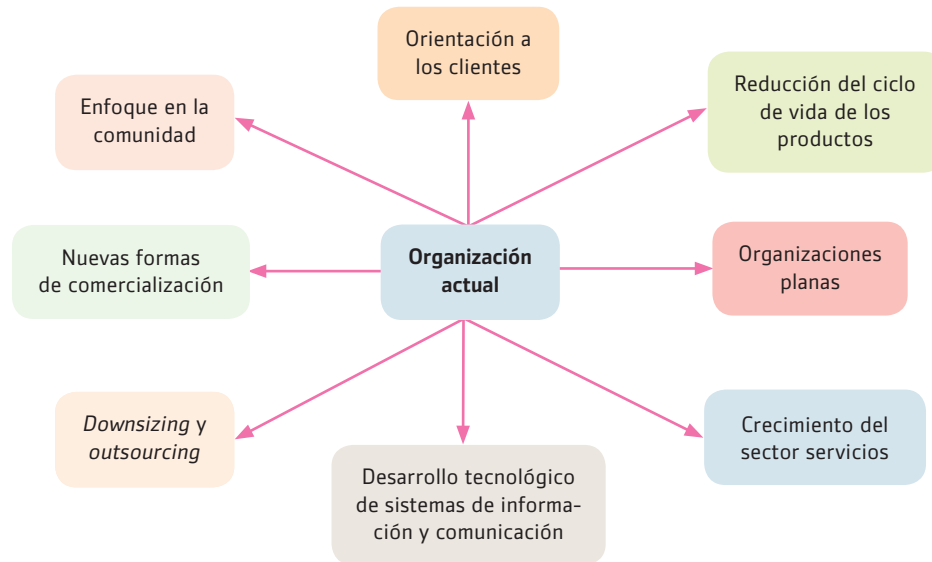 Orientación a
los clientes
Enfoque en la
comunidad
Reducción del ciclo
de vida de los
productos
Nuevas formas
de comercialización
Organización
actual
Organizaciones
planas
Downsizing y
outsourcing
Desarrollo tecnológico
de sistemas de informa-
ción y comunicación
Crecimiento del
sector servicios